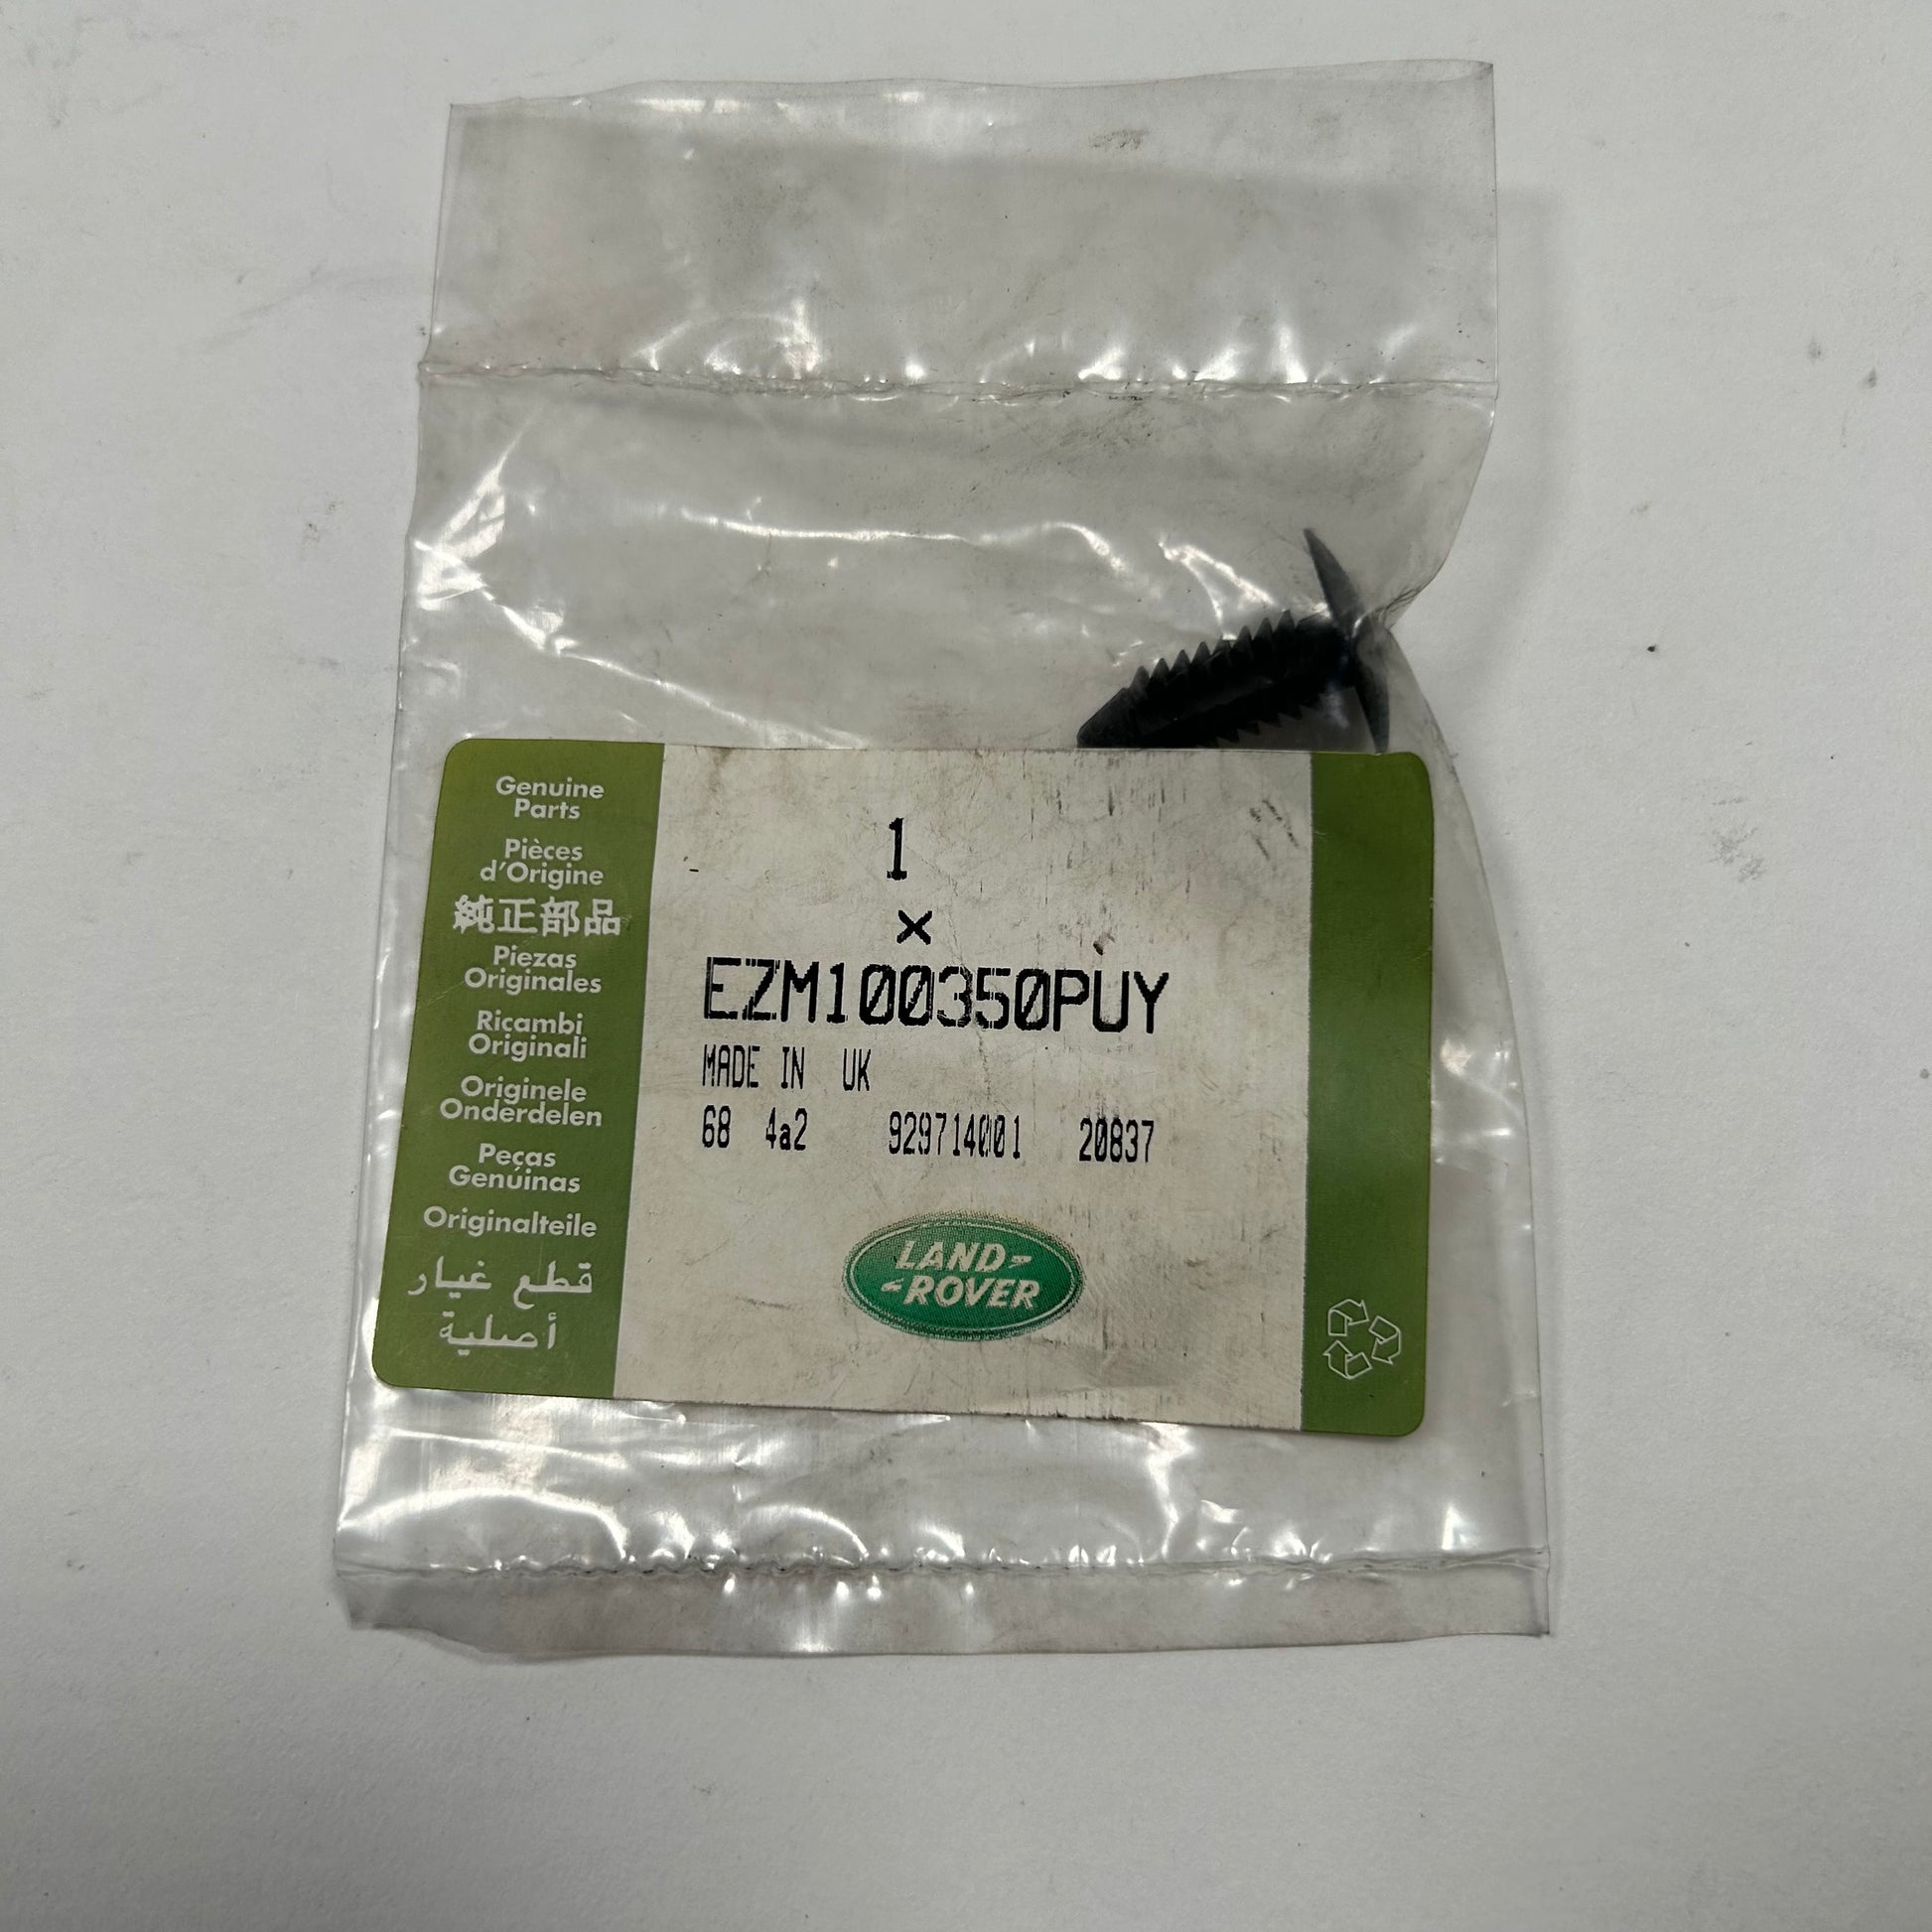 Genuine
Parts
Pièces
d'Origine
純正部品
Piezas
Originales
Ricambi
Originali
Originele
Onderdelen
Peças
Genúinas
Originalteile
قطع غيار
أصلية
1
×
EZM100350PUY
MADE IN UK
68 4a2 929714001 20837
LAND-
-ROVER